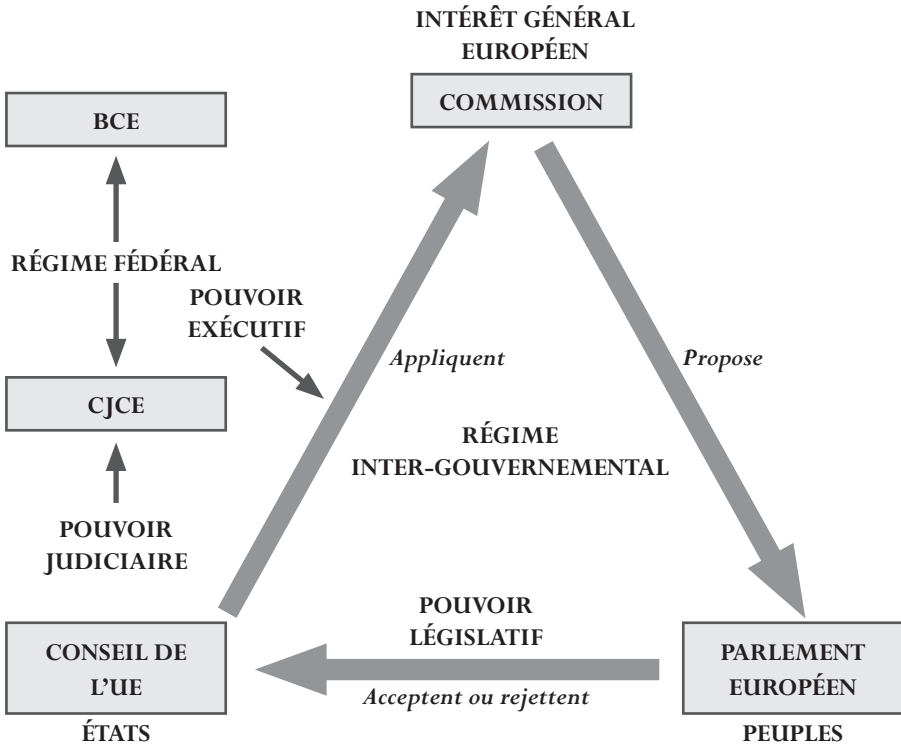 INTÉRÊT GÉNÉRAL
EUROPÉEN
COMMISSION
BCE
RÉGIME FÉDÉRAL
POUVOIR
EXÉCUTIF
Appliquent
Propose
CJCE
RÉGIME
INTER-GOUVERNEMENTAL
POUVOIR
JUDICIAIRE
POUVOIR
LÉGISLATIF
CONSEIL DE
L’UE
PARLEMENT
EUROPÉEN
Acceptent ou rejettent
ÉTATS
PEUPLES